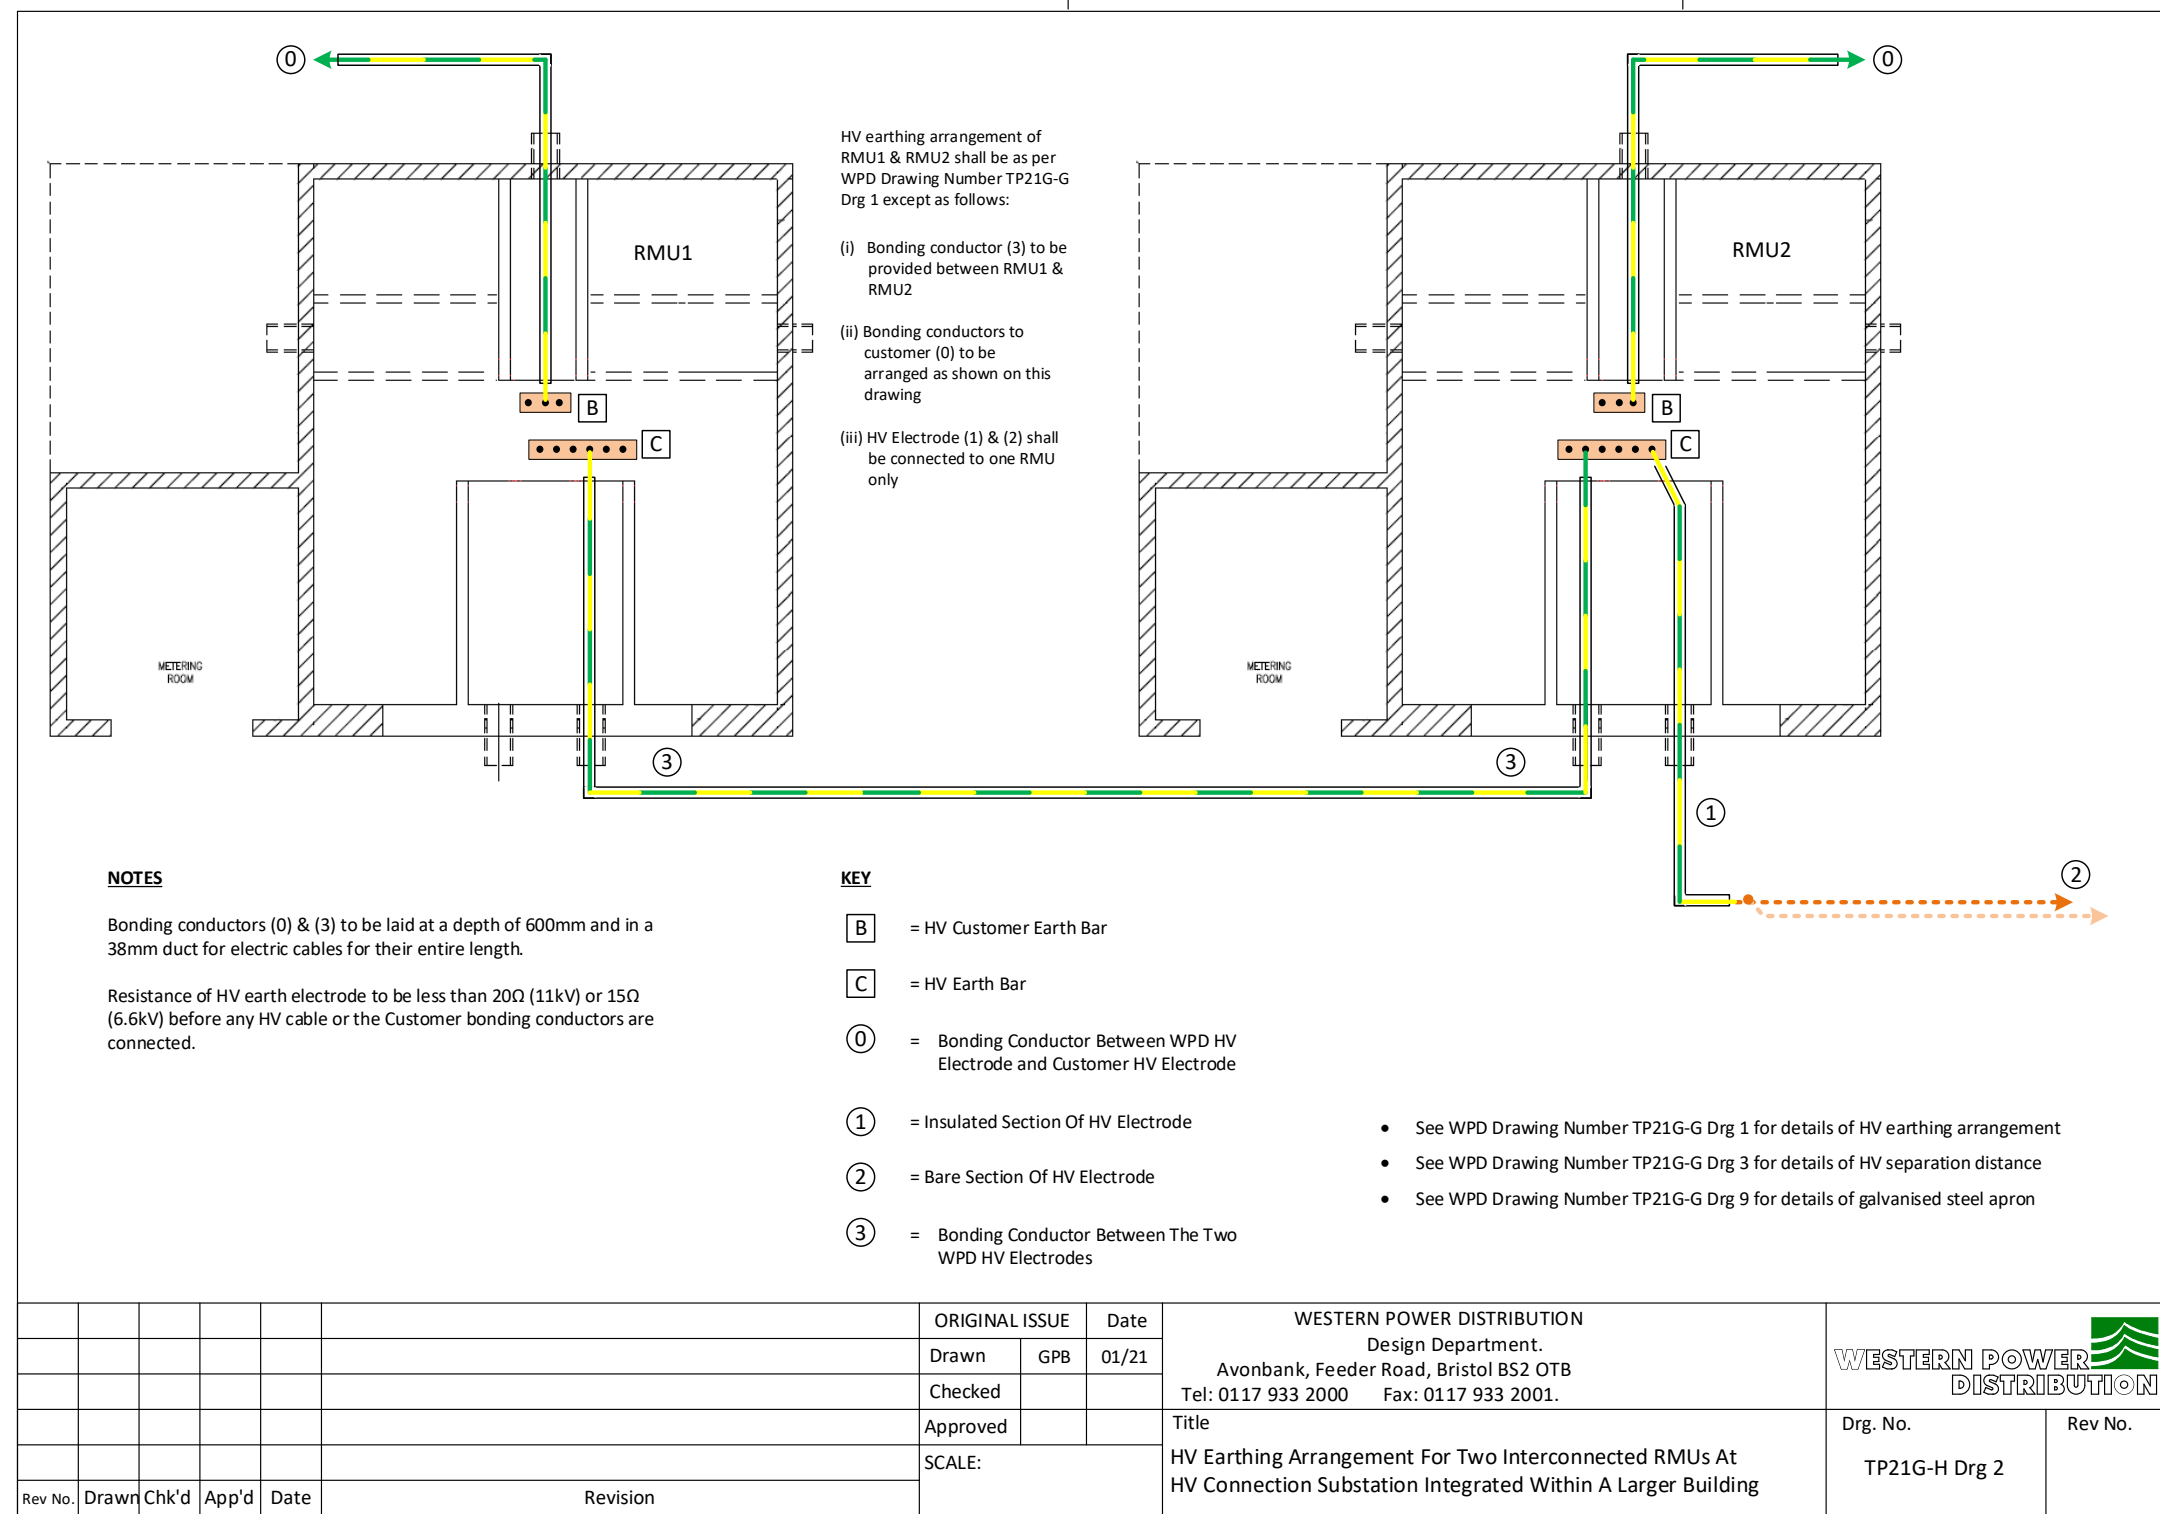 0
0
HV earthing arrangement of
RMU1 & RMU2 shall be as per
WPD Drawing Number TP21G-G
Drg 1 except as follows:
(i) Bonding conductor (3) to be
provided between RMU1 &
RMU2
(ii) Bonding conductors to
customer (0) to be
arranged as shown on this
drawing
(iii) HV Electrode (1) & (2) shall
be connected to one RMU
only
RMU1
RMU2
B
C
B
C
METERING
ROOM
METERING
ROOM
3
3
1
2
NOTES
Bonding conductors (0) & (3) to be laid at a depth of 600mm and in a
38mm duct for electric cables for their entire length.
Resistance of HV earth electrode to be less than 20Ω (11kV) or 15Ω
(6.6kV) before any HV cable or the Customer bonding conductors are
connected.
KEY
B = HV Customer Earth Bar
C = HV Earth Bar
0 = Bonding Conductor Between WPD HV
Electrode and Customer HV Electrode
1 = Insulated Section Of HV Electrode
2 = Bare Section Of HV Electrode
3 = Bonding Conductor Between The Two
WPD HV Electrodes
• See WPD Drawing Number TP21G-G Drg 1 for details of HV earthing arrangement
• See WPD Drawing Number TP21G-G Drg 3 for details of HV separation distance
• See WPD Drawing Number TP21G-G Drg 9 for details of galvanised steel apron
Rev No. Drawn Chk'd App'd Date Revision
ORIGINAL ISSUE Date
Drawn GPB 01/21
Checked
Approved
SCALE:
WESTERN POWER DISTRIBUTION
Design Department.
Avonbank, Feeder Road, Bristol BS2 OTB
Tel: 0117 933 2000 Fax: 0117 933 2001.
Title
HV Earthing Arrangement For Two Interconnected RMUs At
HV Connection Substation Integrated Within A Larger Building
WESTERN POWER
DISTRIBUTION
Drg. No.
TP21G-H Drg 2
Rev No.